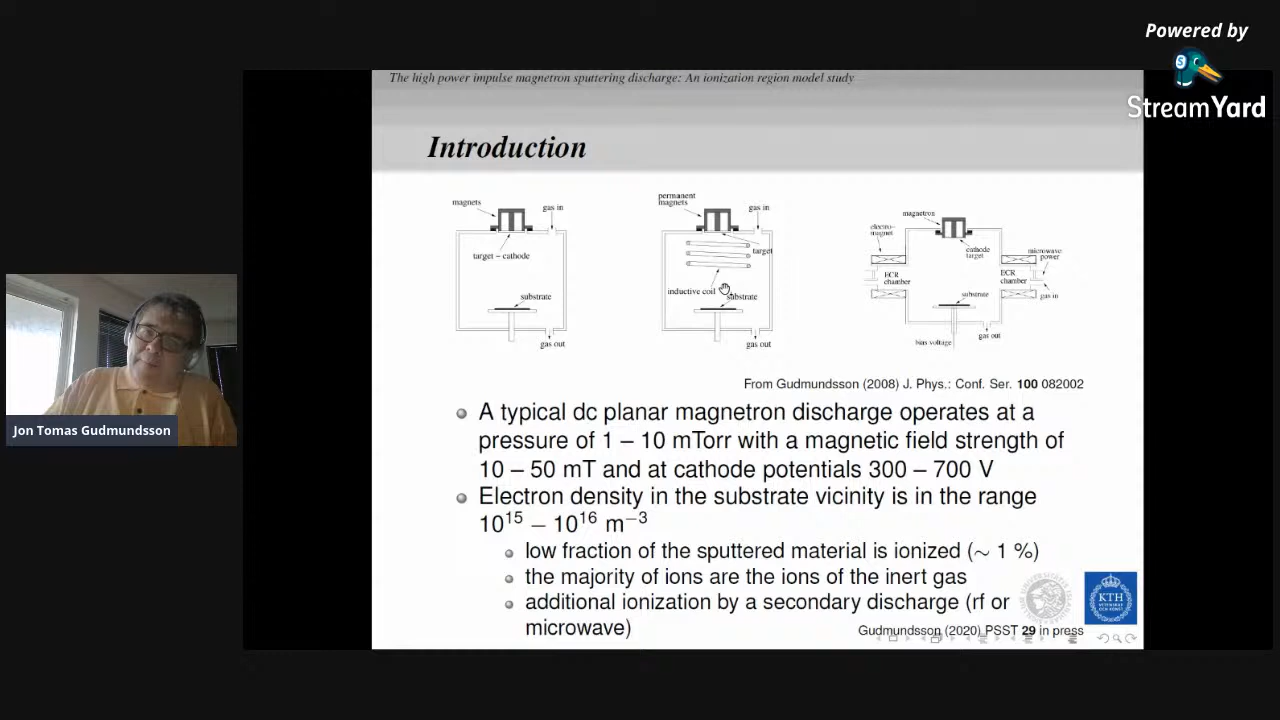 Powered by
StreamYard
The high power impulse magnetron sputtering discharge: An ionization region model study
Introduction
magnets
gas in
target – cathode
substrate
gas out
permanent
magnets
gas in
target
inductive coil
substrate
gas out
magnetron
electro–
magnet
cathode
target
microwave
power
ECR
chamber
ECR
chamber
substrate
gas in
gas out
bias voltage
From Gudmundsson (2008) J. Phys.: Conf. Ser. 100 082002
A typical dc planar magnetron discharge operates at a
pressure of 1 – 10 mTorr with a magnetic field strength of
10 – 50 mT and at cathode potentials 300 – 700 V
Electron density in the substrate vicinity is in the range
10¹⁵ – 10¹⁶ m⁻³
low fraction of the sputtered material is ionized (∼ 1 %)
the majority of ions are the ions of the inert gas
additional ionization by a secondary discharge (rf or
microwave)
Gudmundsson (2020) PSST 29 in press
KTH
Jon Tomas Gudmundsson